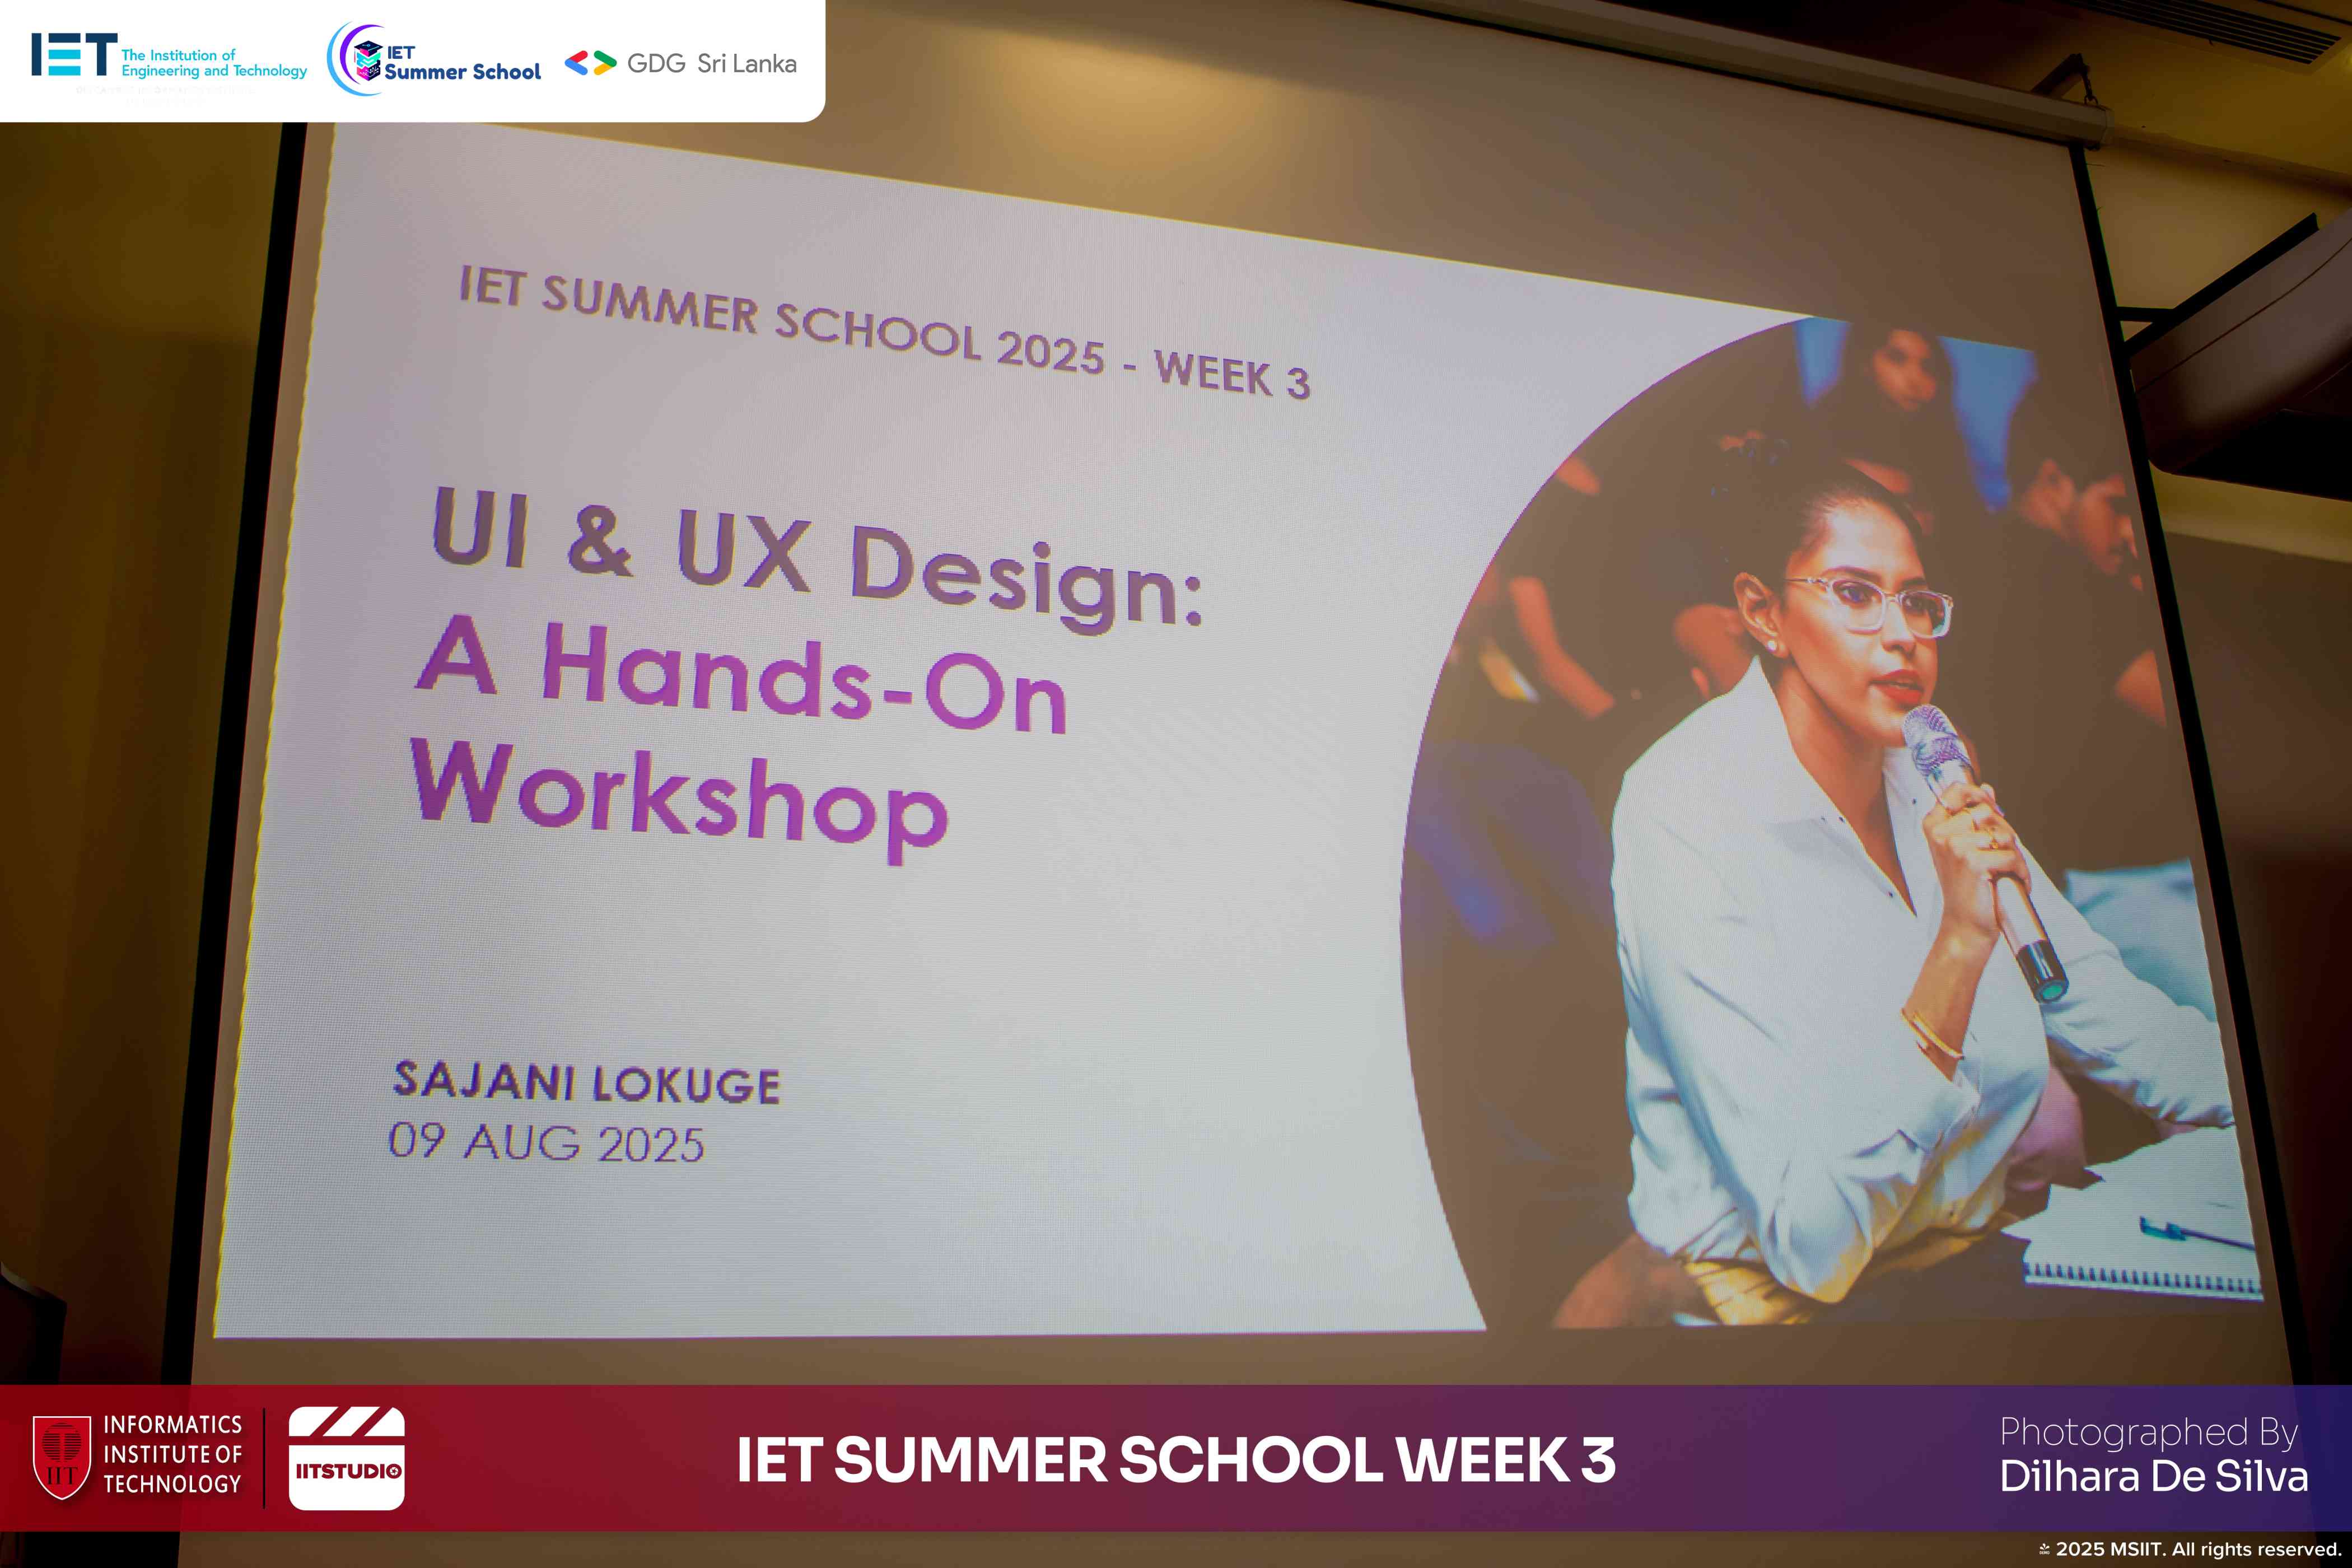 IET The Institution of
Engineering and Technology
IET
Summer School
GDG Sri Lanka
IET SUMMER SCHOOL 2025 - WEEK 3
UI & UX Design:
A Hands-On
Workshop
SAJANI LOKUGE
09 AUG 2025
IIT
INFORMATICS
INSTITUTE OF
TECHNOLOGY
IITSTUDIO
IET SUMMER SCHOOL WEEK 3
Photographed By
Dilhara De Silva
2025 MSIIT. All rights reserved.